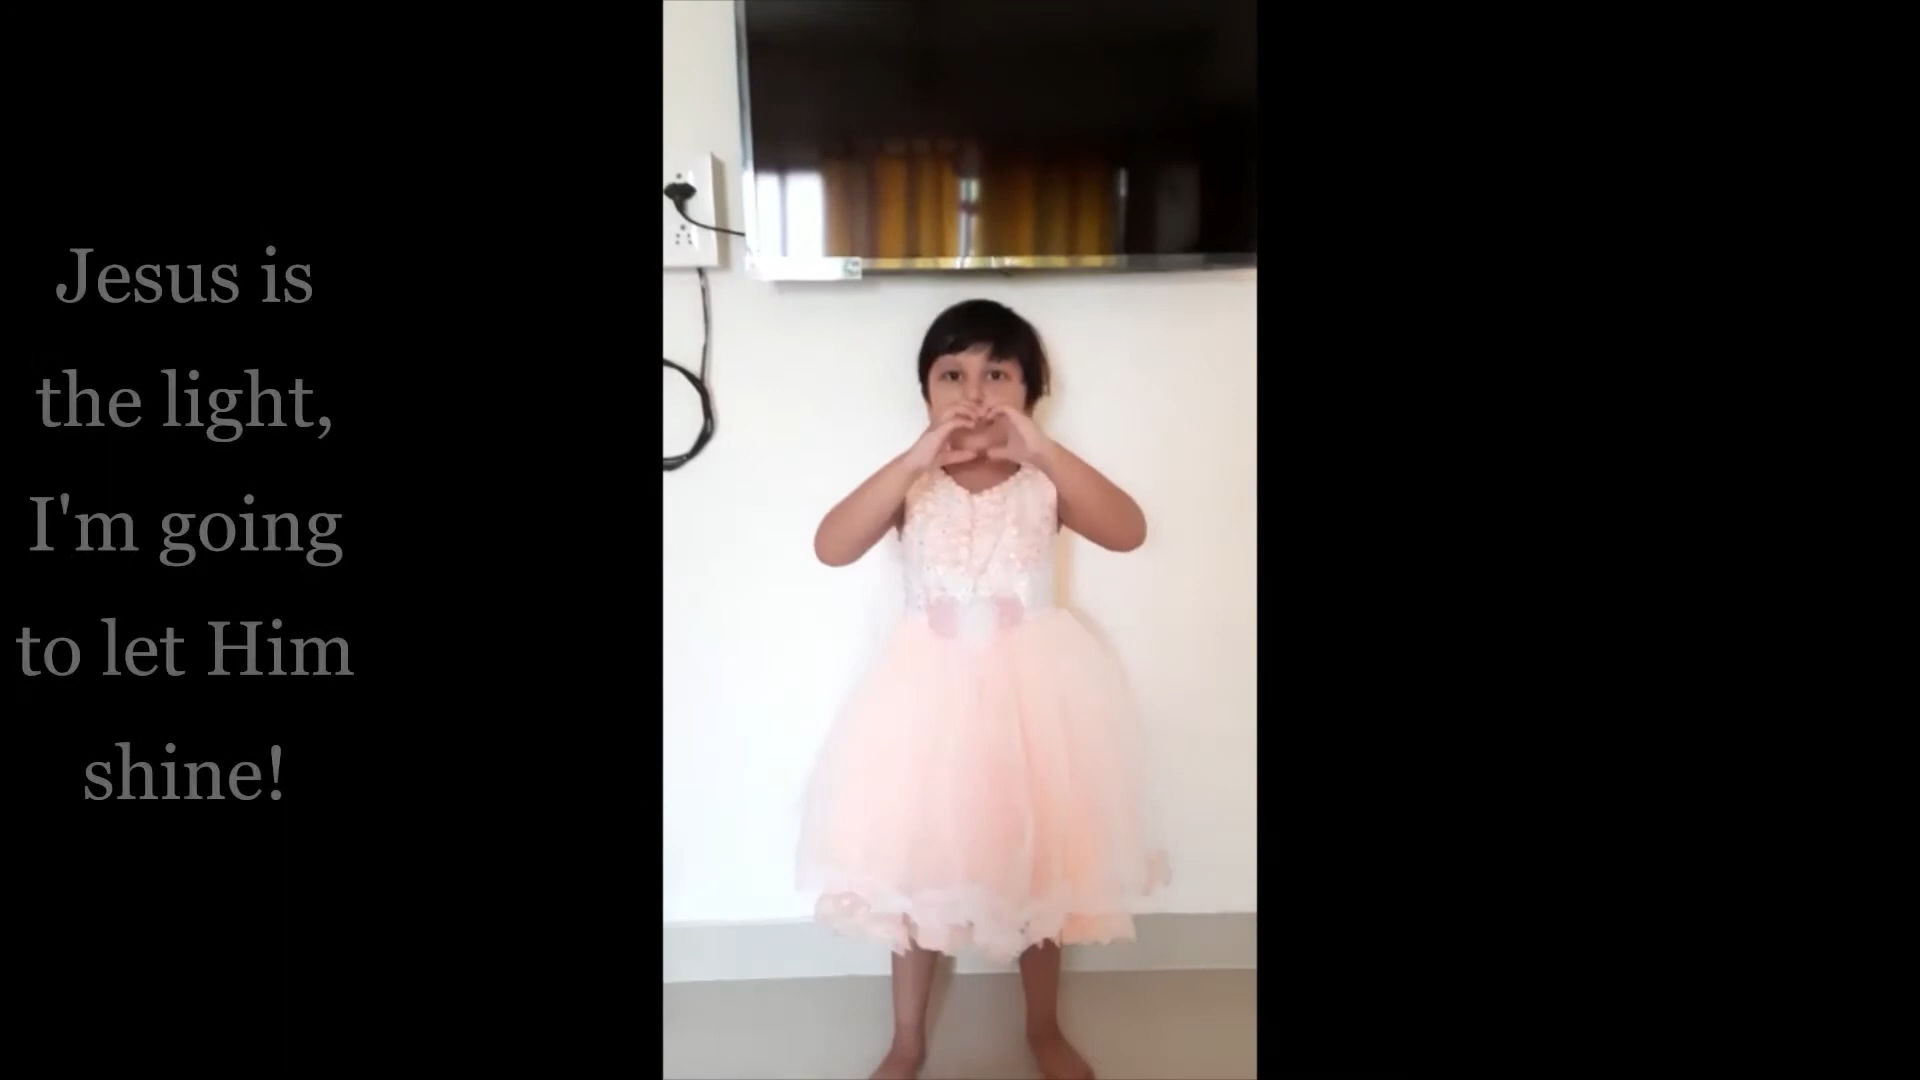 Jesus is
the light,
I'm going
to let Him
shine!